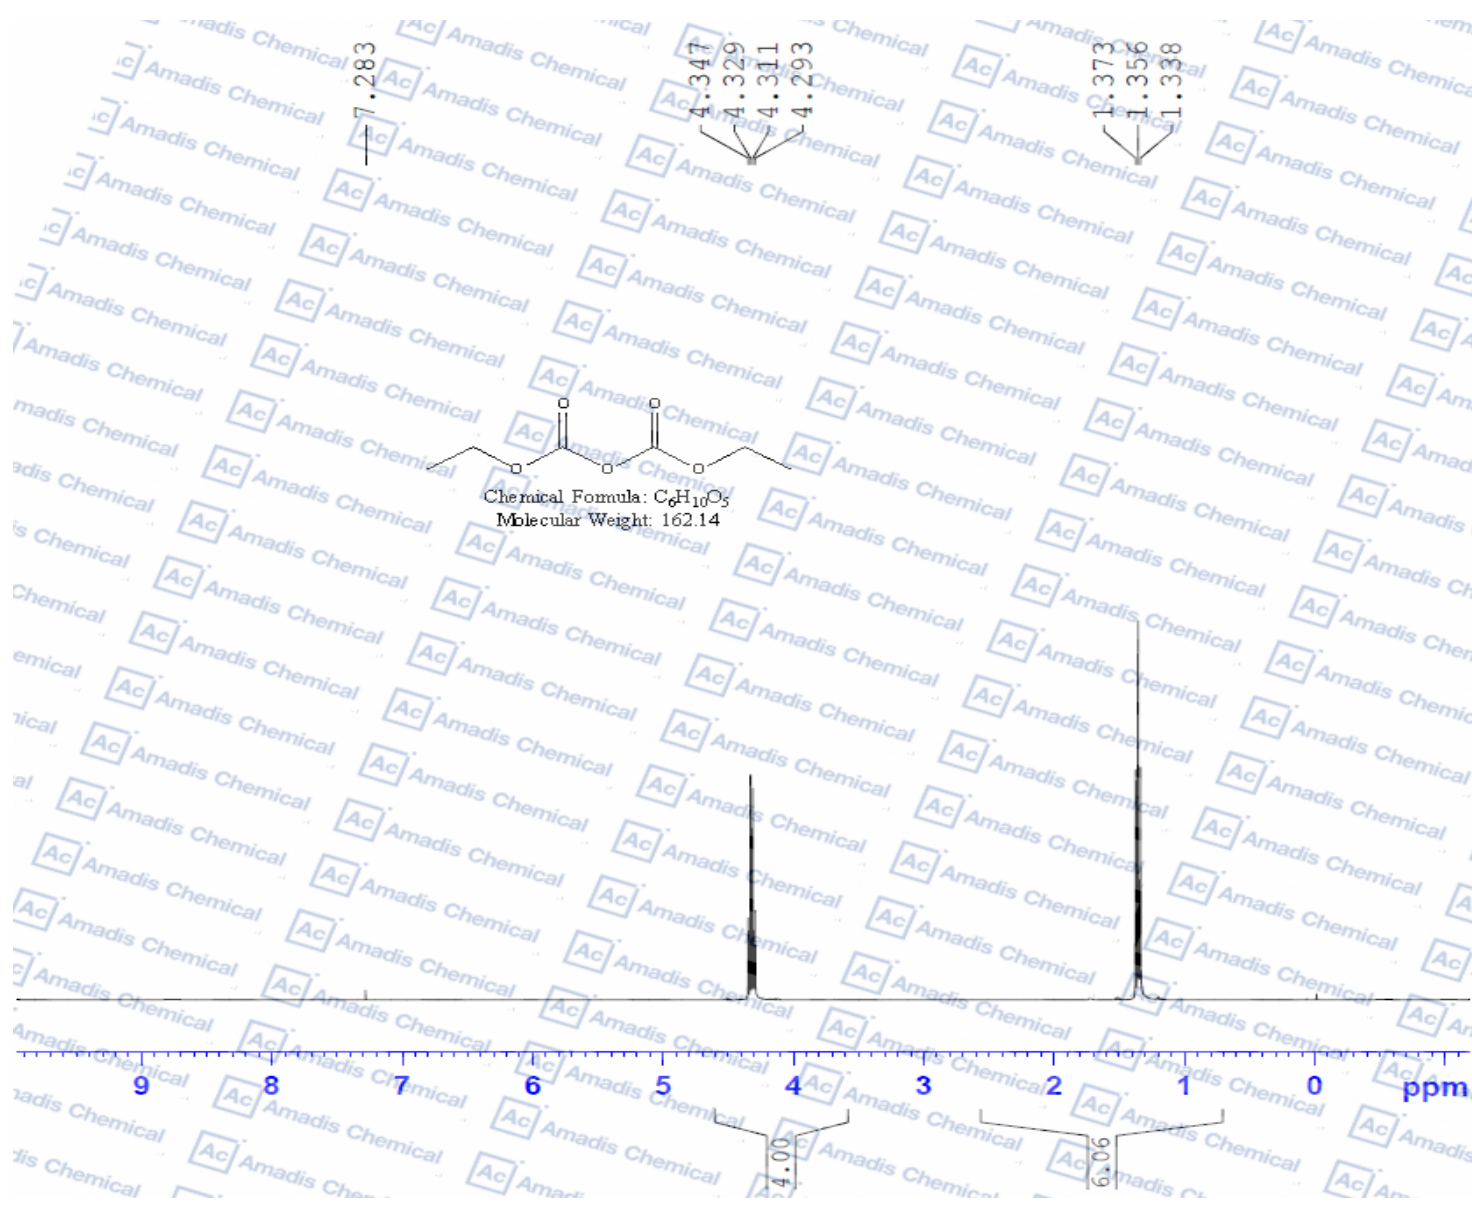 7.283
4.347
4.329
4.311
4.293
1.373
1.356
1.338
O O
O O O
Chemical Formula: C6H10O5
Molecular Weight: 162.14
9 8 7 6 5 4 3 2 1 0 ppm
4.00
6.06
Ac Amadis Chemical